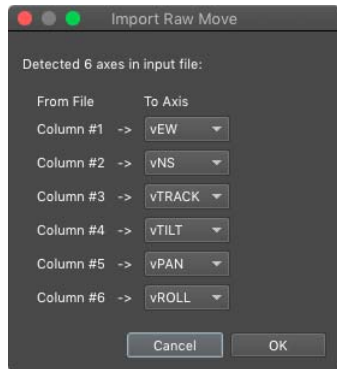 Import Raw Move
Detected 6 axes in input file:
From File To Axis
Column #1 -> vEW
Column #2 -> vNS
Column #3 -> vTRACK
Column #4 -> vTILT
Column #5 -> vPAN
Column #6 -> vROLL
Cancel OK